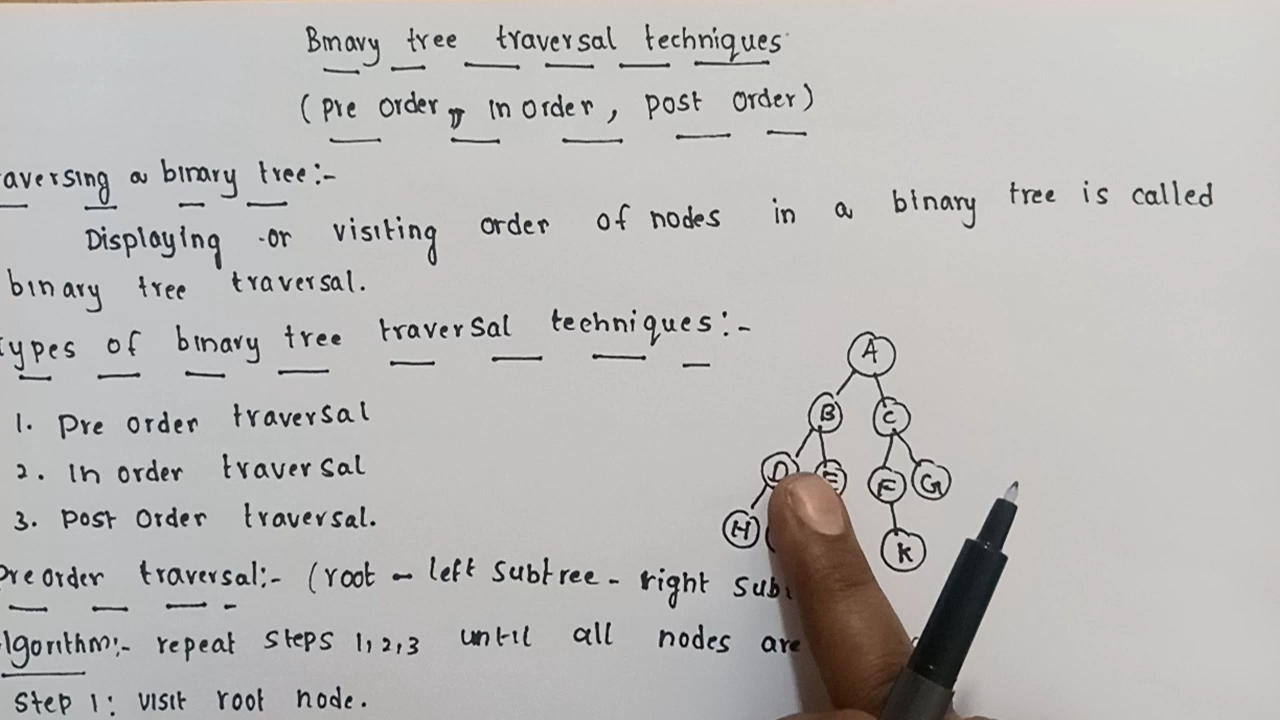 Binary tree traversal techniques
(pre order, in order, post order)
aversing a binary tree:-
Displaying or visiting order of nodes in a binary tree is called
binary tree traversal.
types of binary tree traversal techniques:-
1. pre order traversal
2. In order traversal
3. post order traversal.
preorder traversal:- (root - left subtree - right sub
lgorithm:- repeat steps 1,2,3 until all nodes are
Step 1: visit root node.
A
B C
D E F G
H K